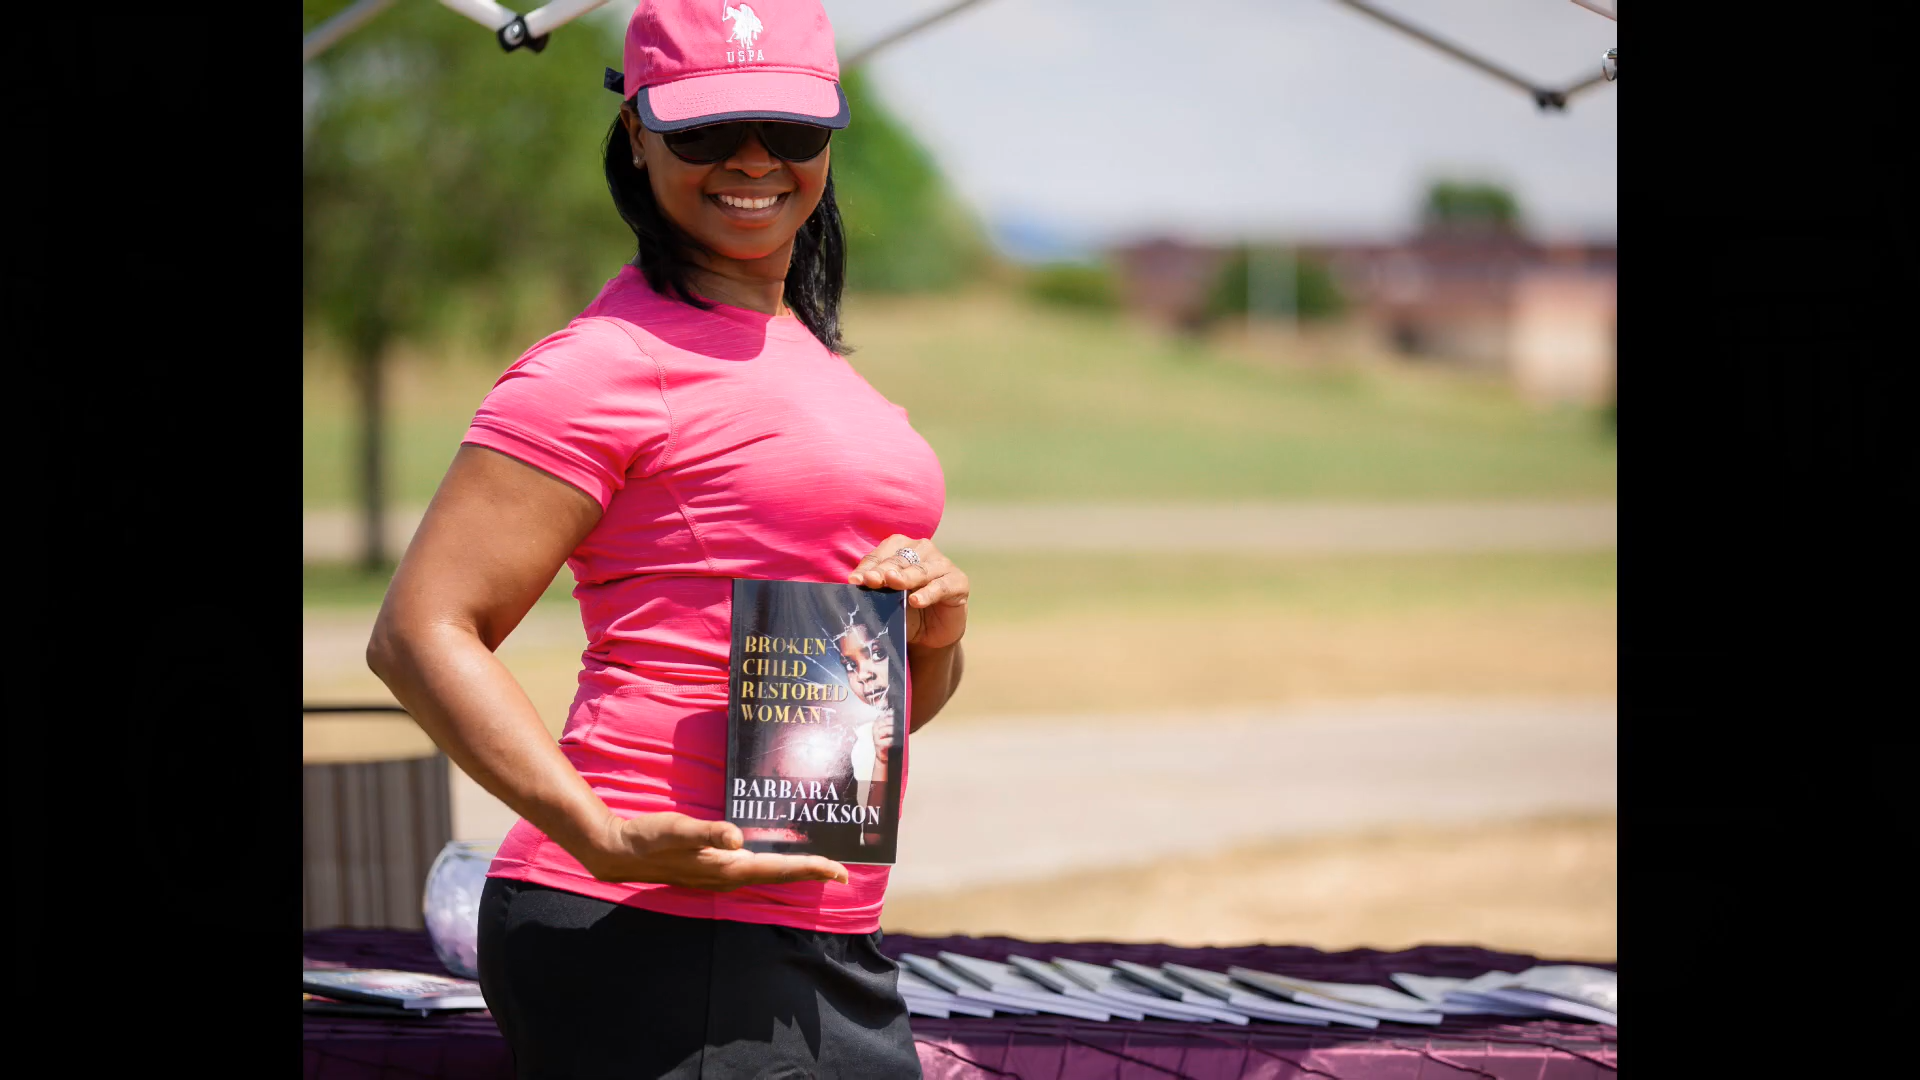 USPA
BROKEN
CHILD
RESTORED
WOMAN
BARBARA
HILL-JACKSON